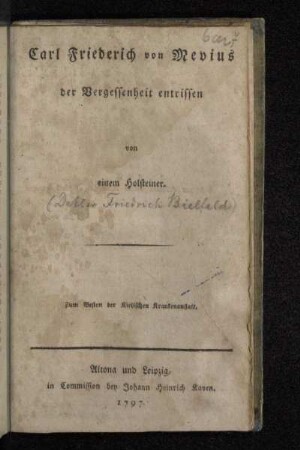 Carl Friederich von Mevius
der Vergessenheit entrissen
von
einem Holsteiner.
(Detlev Friedrich Bielfeld)
Zum Besten der Kielischen Krankenanstalt.
Altona und Leipzig,
in Commission bey Johann Heinrich Kaven.
1797.